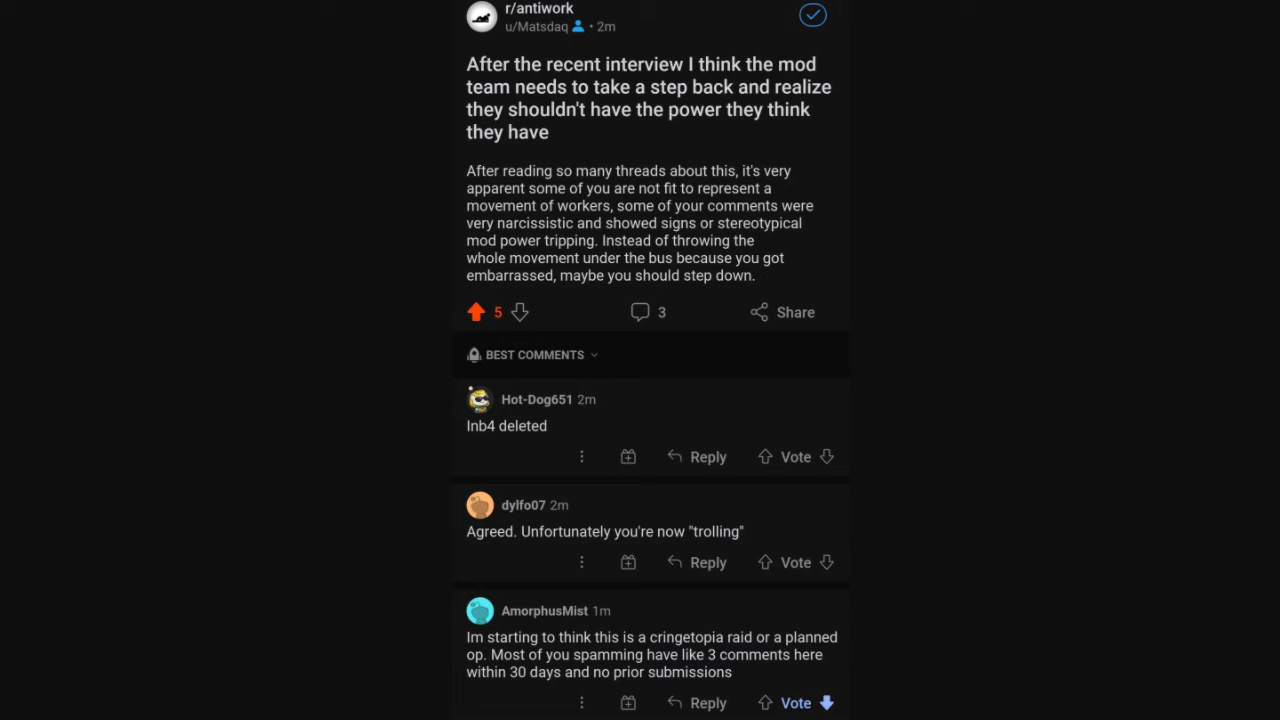 r/antiwork
u/Matsdaq • 2m
After the recent interview I think the mod
team needs to take a step back and realize
they shouldn't have the power they think
they have
After reading so many threads about this, it's very
apparent some of you are not fit to represent a
movement of workers, some of your comments were
very narcissistic and showed signs or stereotypical
mod power tripping. Instead of throwing the
whole movement under the bus because you got
embarrassed, maybe you should step down.
5 3 Share
BEST COMMENTS
Hot-Dog651 2m
Inb4 deleted
Reply Vote
dylfo07 2m
Agreed. Unfortunately you're now "trolling"
Reply Vote
AmorphusMist 1m
Im starting to think this is a cringetopia raid or a planned
op. Most of you spamming have like 3 comments here
within 30 days and no prior submissions
Reply Vote